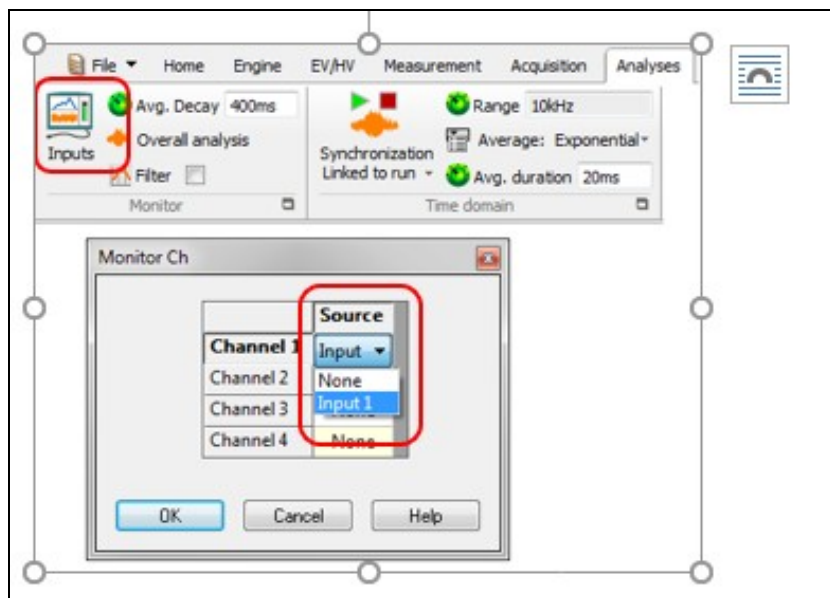 File Home Engine EV/HV Measurement Acquisition Analyses
Inputs
Avg. Decay 400ms
Overall analysis
Filter
Monitor
Synchronization
Linked to run
Range 10kHz
Average: Exponential
Avg. duration 20ms
Time domain
Monitor Ch
Source
Channel 1 Input
Channel 2 None
Input 1
Channel 3 None
Channel 4 None
OK Cancel Help